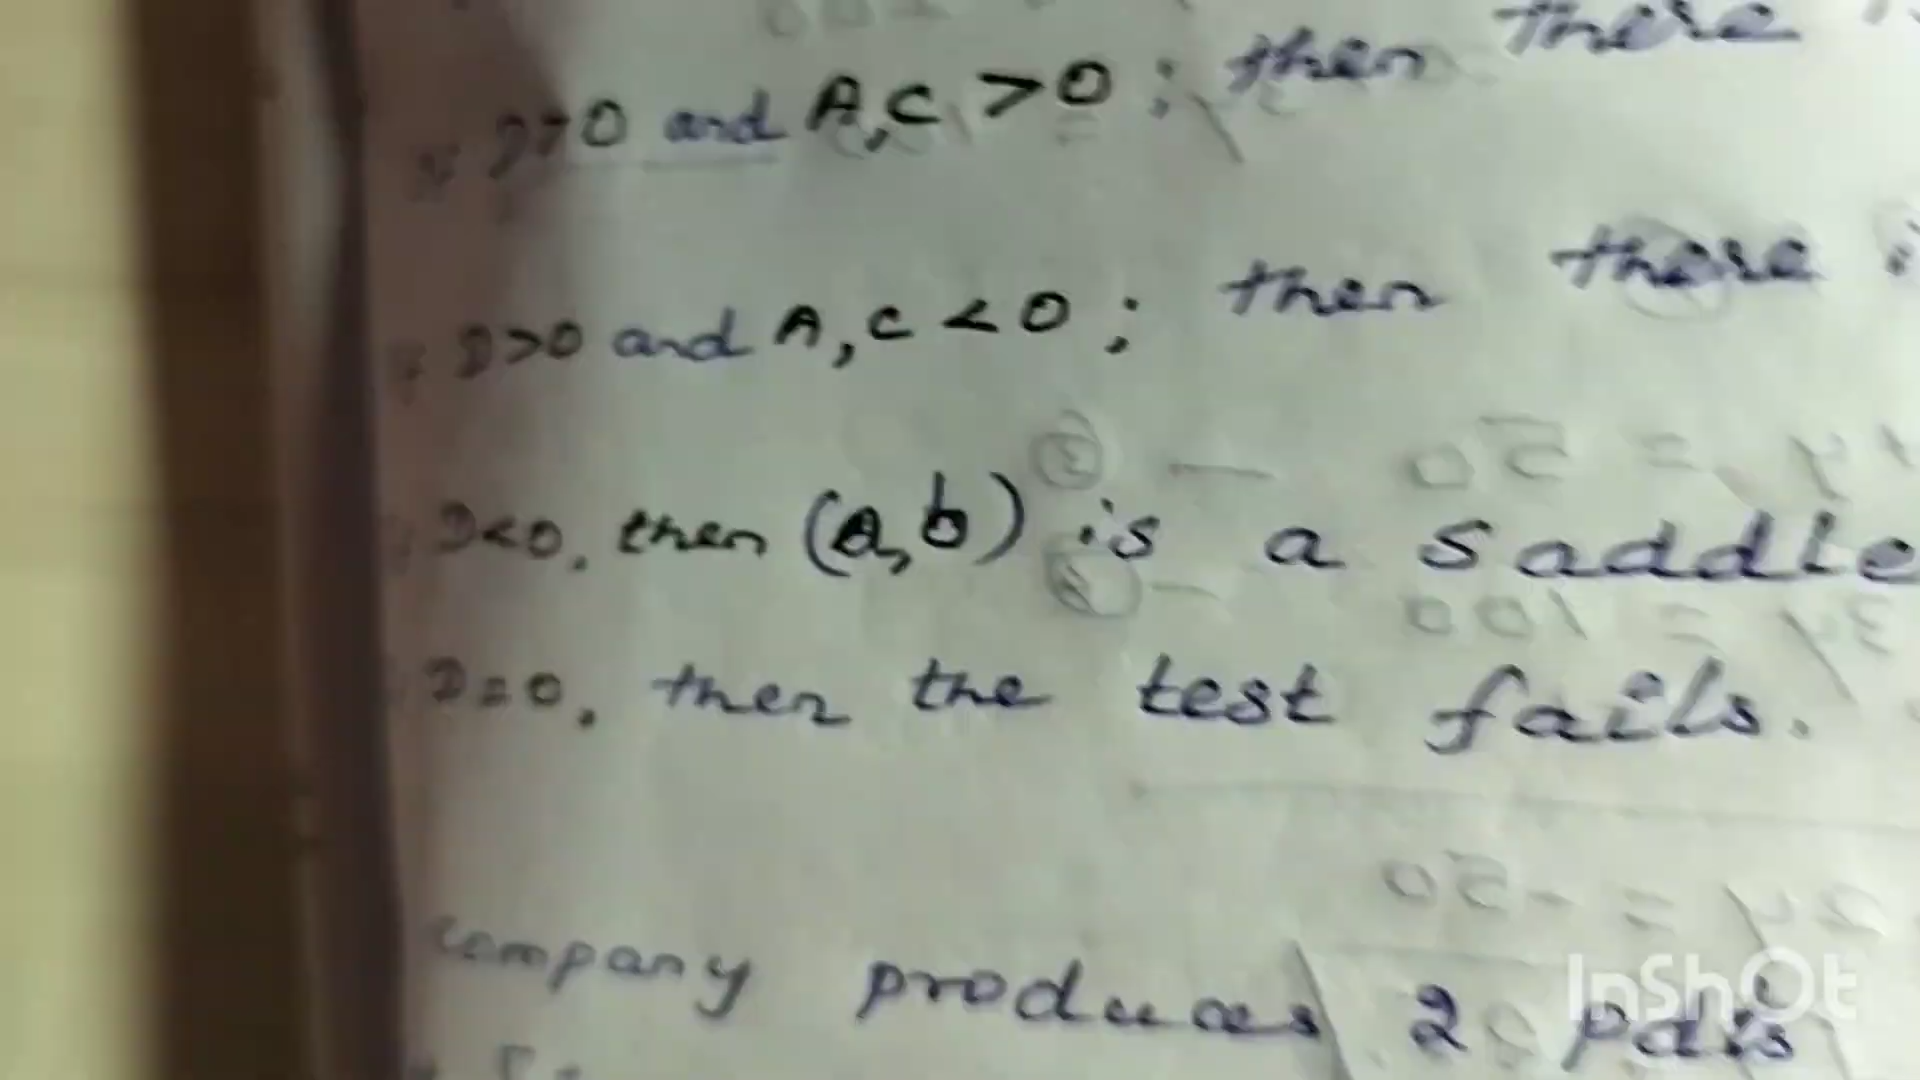 D>0 and A,C >0 ; then there
D>0 and A, C <0 ; then there i
D<0, then (a, b) is a saddle
D=0, then the test fails.
company produces 2
InShOt